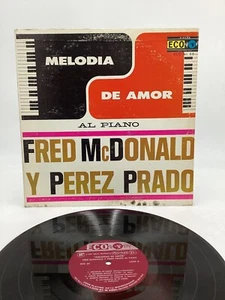 ECO
MELODIA
DE AMOR
AL PIANO
FRED McDONALD
Y PEREZ PRADO
ECO